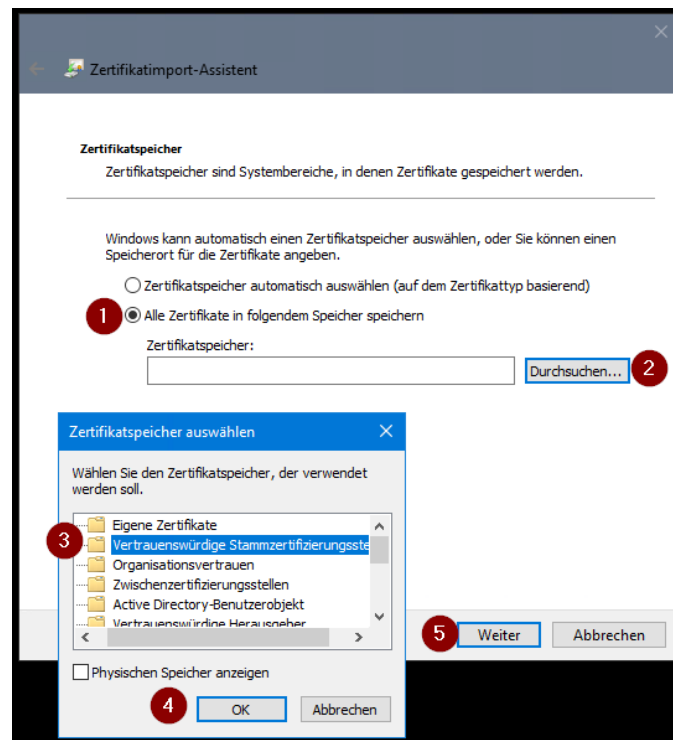 Zertifikatimport-Assistent
Zertifikatspeicher
Zertifikatspeicher sind Systembereiche, in denen Zertifikate gespeichert werden.
Windows kann automatisch einen Zertifikatspeicher auswählen, oder Sie können einen
Speicherort für die Zertifikate angeben.
Zertifikatspeicher automatisch auswählen (auf dem Zertifikattyp basierend)
1 Alle Zertifikate in folgendem Speicher speichern
Zertifikatspeicher:
Durchsuchen... 2
Zertifikatspeicher auswählen
Wählen Sie den Zertifikatspeicher, der verwendet
werden soll.
Eigene Zertifikate
3 Vertrauenswürdige Stammzertifizierungsste
Organisationsvertrauen
Zwischenzertifizierungsstellen
Active Directory-Benutzerobjekt
Vertrauenswürdige Herausgeber
5 Weiter Abbrechen
Physischen Speicher anzeigen
4 OK Abbrechen